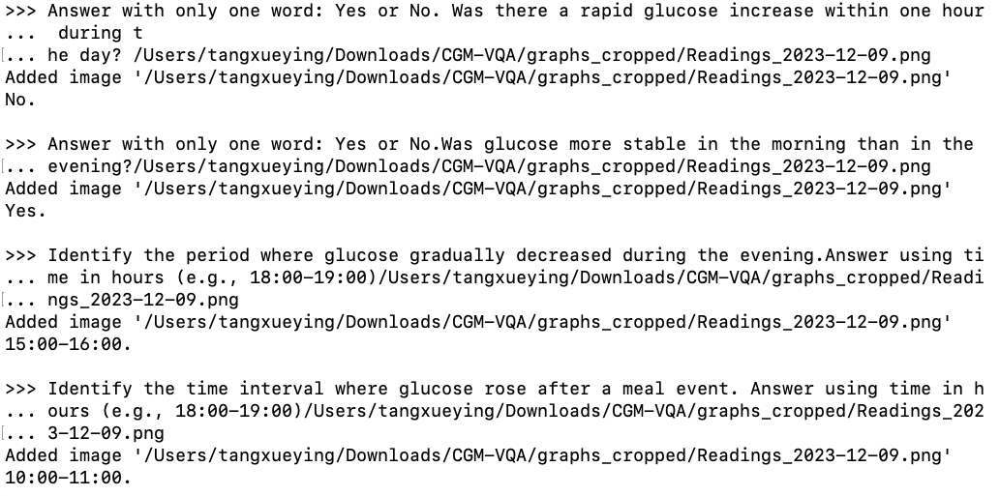 >>> Answer with only one word: Yes or No. Was there a rapid glucose increase within one hour
...  during t
... he day? /Users/tangxueying/Downloads/CGM-VQA/graphs_cropped/Readings_2023-12-09.png
Added image '/Users/tangxueying/Downloads/CGM-VQA/graphs_cropped/Readings_2023-12-09.png'
No.
>>> Answer with only one word: Yes or No.Was glucose more stable in the morning than in the
... evening?/Users/tangxueying/Downloads/CGM-VQA/graphs_cropped/Readings_2023-12-09.png
Added image '/Users/tangxueying/Downloads/CGM-VQA/graphs_cropped/Readings_2023-12-09.png'
Yes.
>>> Identify the period where glucose gradually decreased during the evening.Answer using ti
... me in hours (e.g., 18:00-19:00)/Users/tangxueying/Downloads/CGM-VQA/graphs_cropped/Readi
... ngs_2023-12-09.png
Added image '/Users/tangxueying/Downloads/CGM-VQA/graphs_cropped/Readings_2023-12-09.png'
15:00-16:00.
>>> Identify the time interval where glucose rose after a meal event. Answer using time in h
... ours (e.g., 18:00-19:00)/Users/tangxueying/Downloads/CGM-VQA/graphs_cropped/Readings_202
... 3-12-09.png
Added image '/Users/tangxueying/Downloads/CGM-VQA/graphs_cropped/Readings_2023-12-09.png'
10:00-11:00.